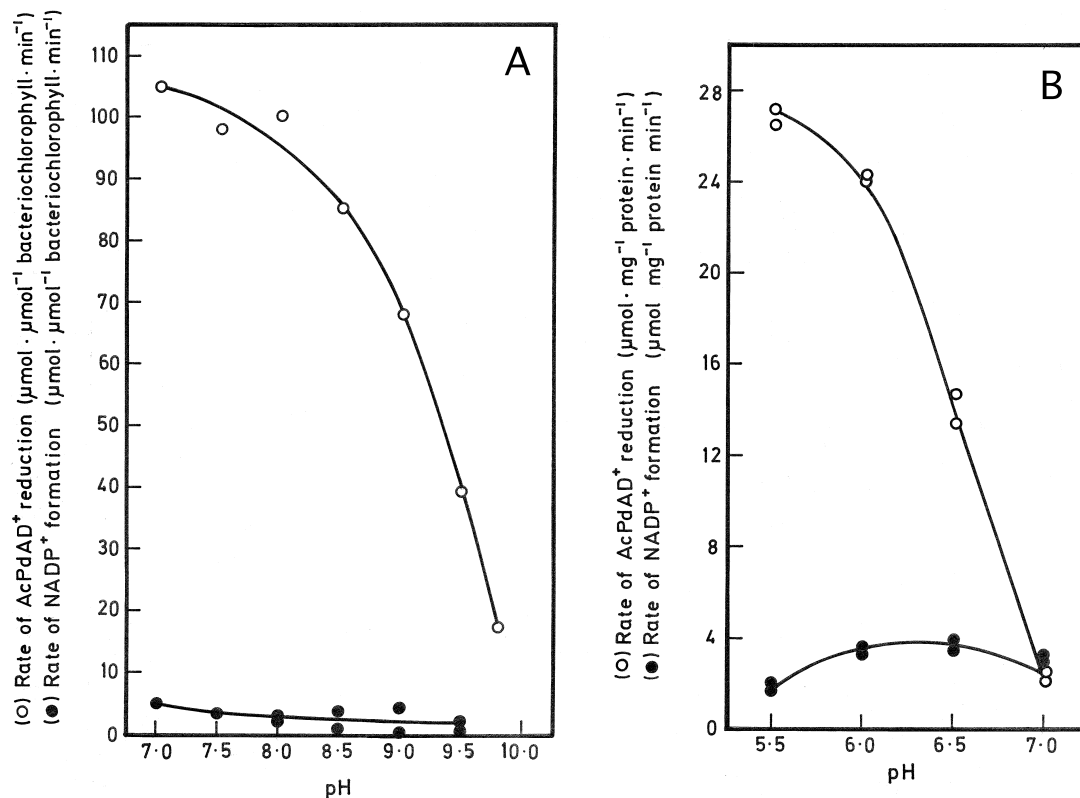 A
(○) Rate of AcPdAD⁺ reduction (μmol · μmol⁻¹ bacteriochlorophyll · min⁻¹)
(●) Rate of NADP⁺ formation (μmol · μmol⁻¹ bacteriochlorophyll · min⁻¹)
110
100
90
80
70
60
50
40
30
20
10
0
7·0 7·5 8·0 8·5 9·0 9·5 10·0
pH
B
(○) Rate of AcPdAD⁺ reduction (μmol · mg⁻¹ protein · min⁻¹)
(●) Rate of NADP⁺ formation (μmol mg⁻¹ protein min⁻¹)
28
24
20
16
12
8
4
0
5·5 6·0 6·5 7·0
pH